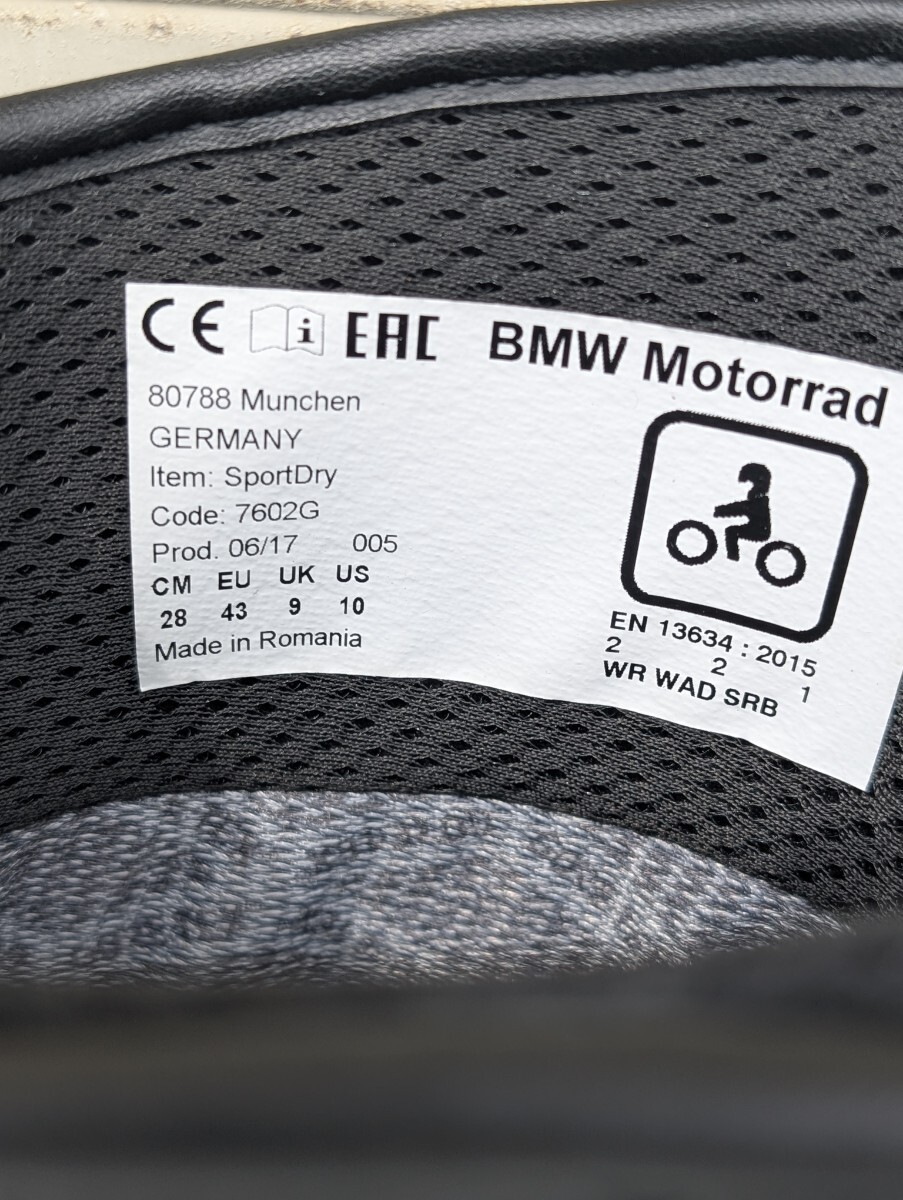 CE i EAC BMW Motorrad
80788 Munchen
GERMANY
Item: SportDry
Code: 7602G
Prod. 06/17 005
CM EU UK US
28 43 9 10
Made in Romania
EN 13634 : 2015
2 2 1
WR WAD SRB